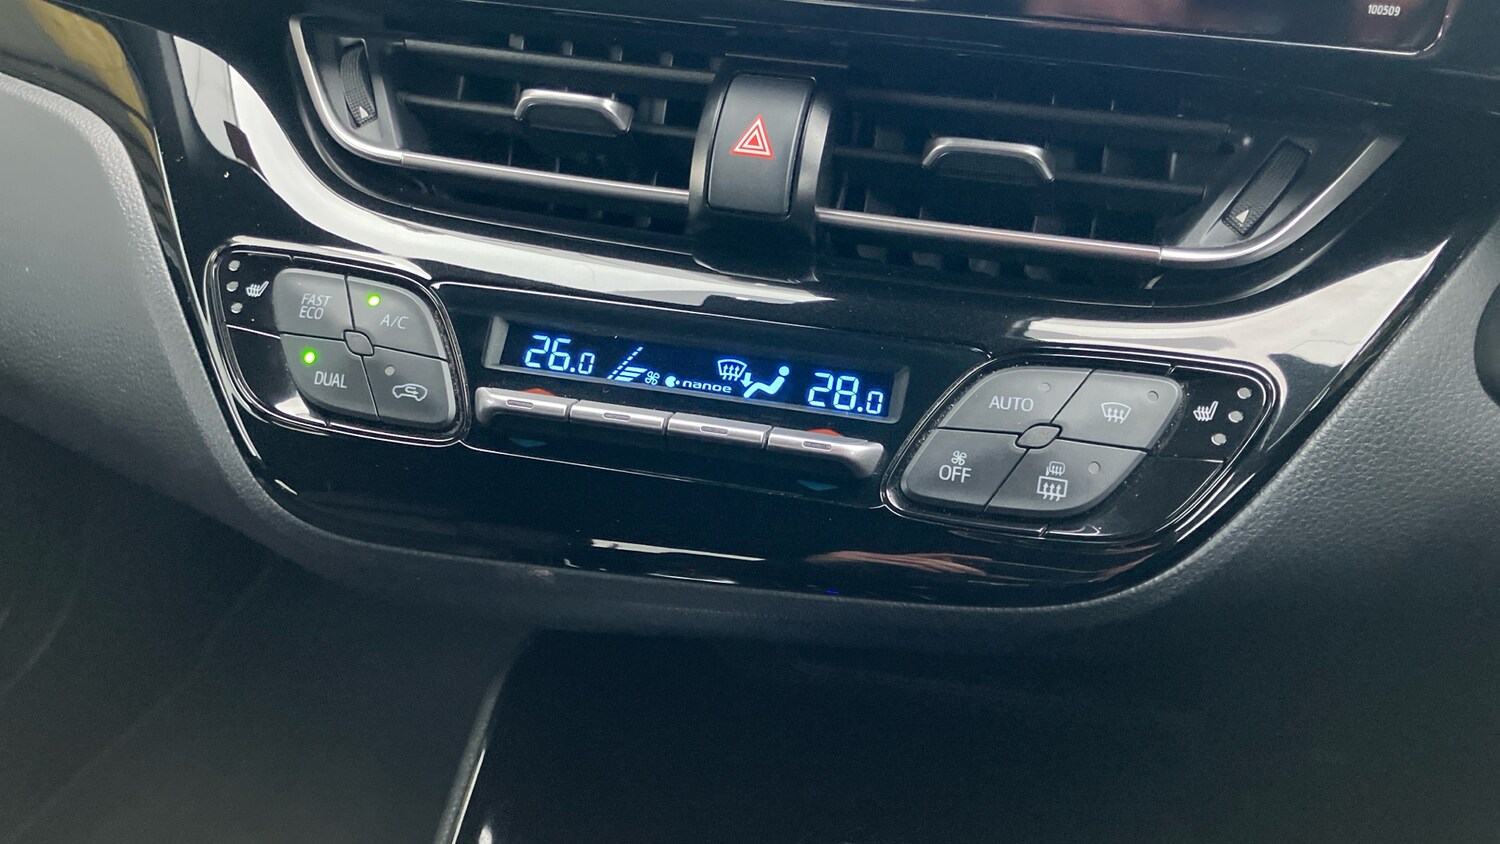 100509
FAST
ECO
A/C
DUAL
26.0
nanoe
28.0
AUTO
OFF